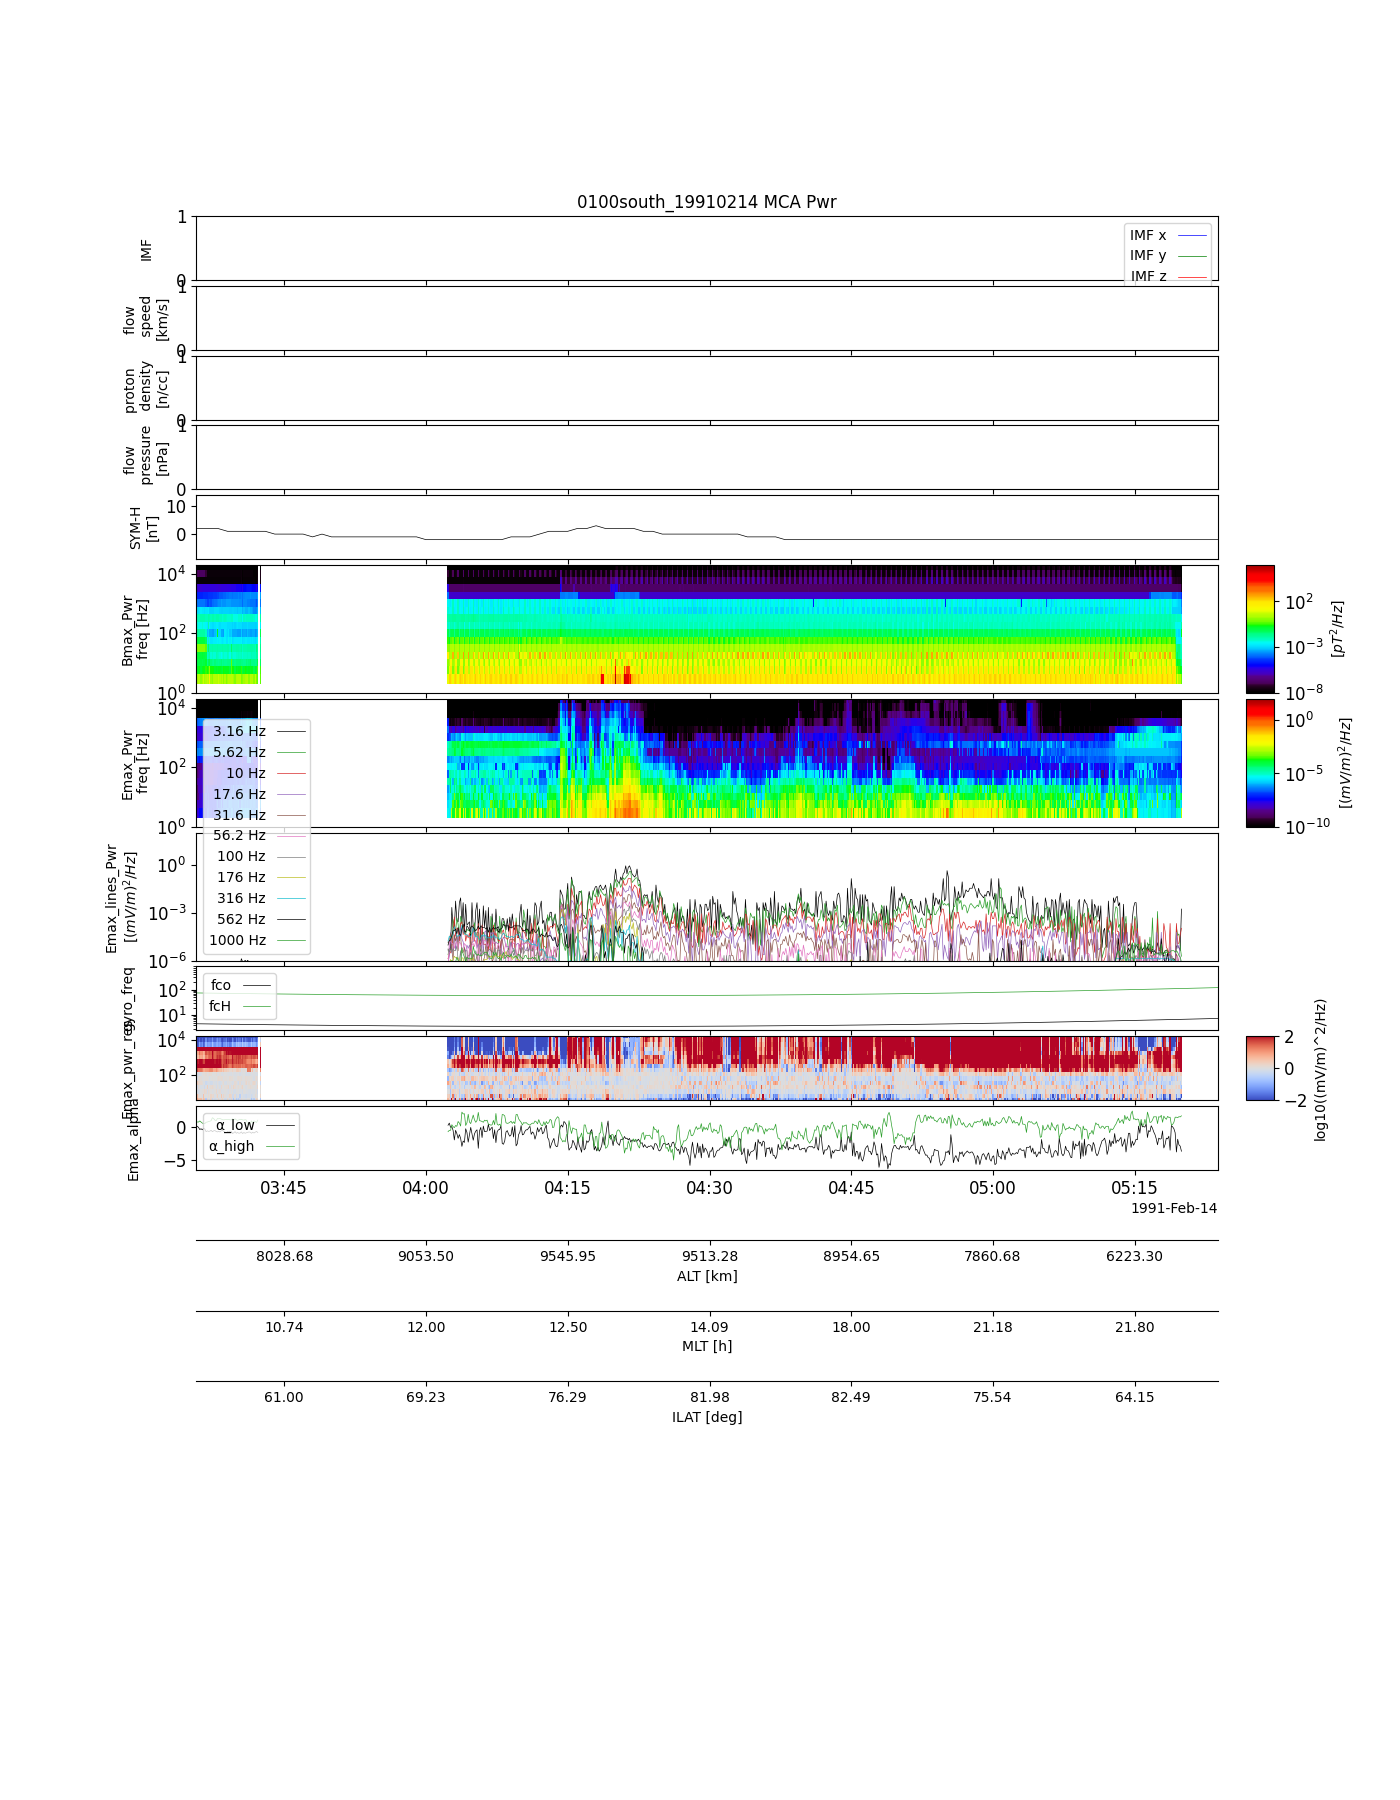 0100south_19910214 MCA Pwr
1
0
IMF
IMF x
IMF y
IMF z
1
0
flow
speed
[km/s]
1
0
proton
density
[n/cc]
1
0
flow
pressure
[nPa]
10
0
SYM-H
[nT]
10^4
10^2
10^0
Bmax_Pwr
freq [Hz]
10^2
10^-3
10^-8
[pT^2/Hz]
10^4
10^2
10^0
Emax_Pwr
freq [Hz]
10^0
10^-5
10^-10
[(mV/m)^2/Hz]
3.16 Hz
5.62 Hz
10 Hz
17.6 Hz
31.6 Hz
56.2 Hz
100 Hz
176 Hz
316 Hz
562 Hz
1000 Hz
10^0
10^-3
10^-6
Emax_lines_Pwr
[(mV/m)^2/Hz]
10^2
10^1
gyro_freq
fco
fcH
10^4
10^2
Emax_pwr_reg
2
0
−2
log10((mV/m)^2/Hz)
0
−5
Emax_alpha
α_low
α_high
03:45 04:00 04:15 04:30 04:45 05:00 05:15
1991-Feb-14
8028.68 9053.50 9545.95 9513.28 8954.65 7860.68 6223.30
ALT [km]
10.74 12.00 12.50 14.09 18.00 21.18 21.80
MLT [h]
61.00 69.23 76.29 81.98 82.49 75.54 64.15
ILAT [deg]